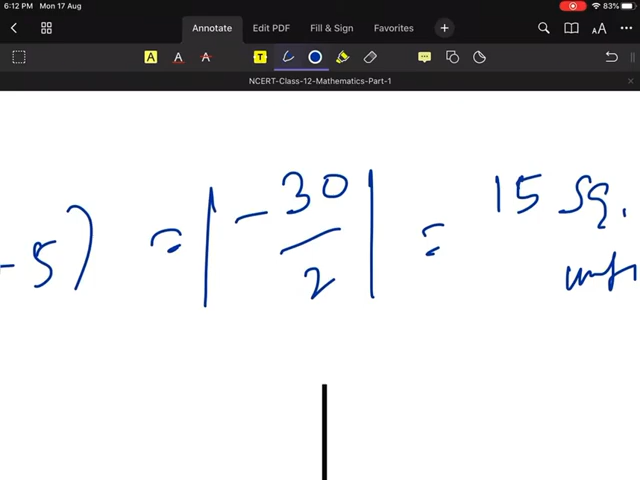 6:12 PM Mon 17 Aug 83%
Annotate Edit PDF Fill & Sign Favorites
AA
A A A T
NCERT-Class-12-Mathematics-Part-1
- 5) = |-30/2| = 15 sq.
units